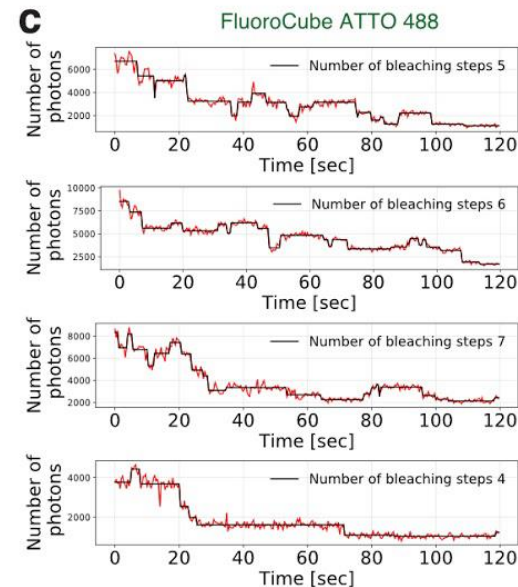 C
FluoroCube ATTO 488
Number of
photons
6000
4000
2000
Number of bleaching steps 5
0 20 40 60 80 100 120
Time [sec]
Number of
photons
10000
7500
5000
2500
Number of bleaching steps 6
0 20 40 60 80 100 120
Time [sec]
Number of
photons
8000
6000
4000
2000
Number of bleaching steps 7
0 20 40 60 80 100 120
Time [sec]
Number of
photons
4000
2000
Number of bleaching steps 4
0 20 40 60 80 100 120
Time [sec]